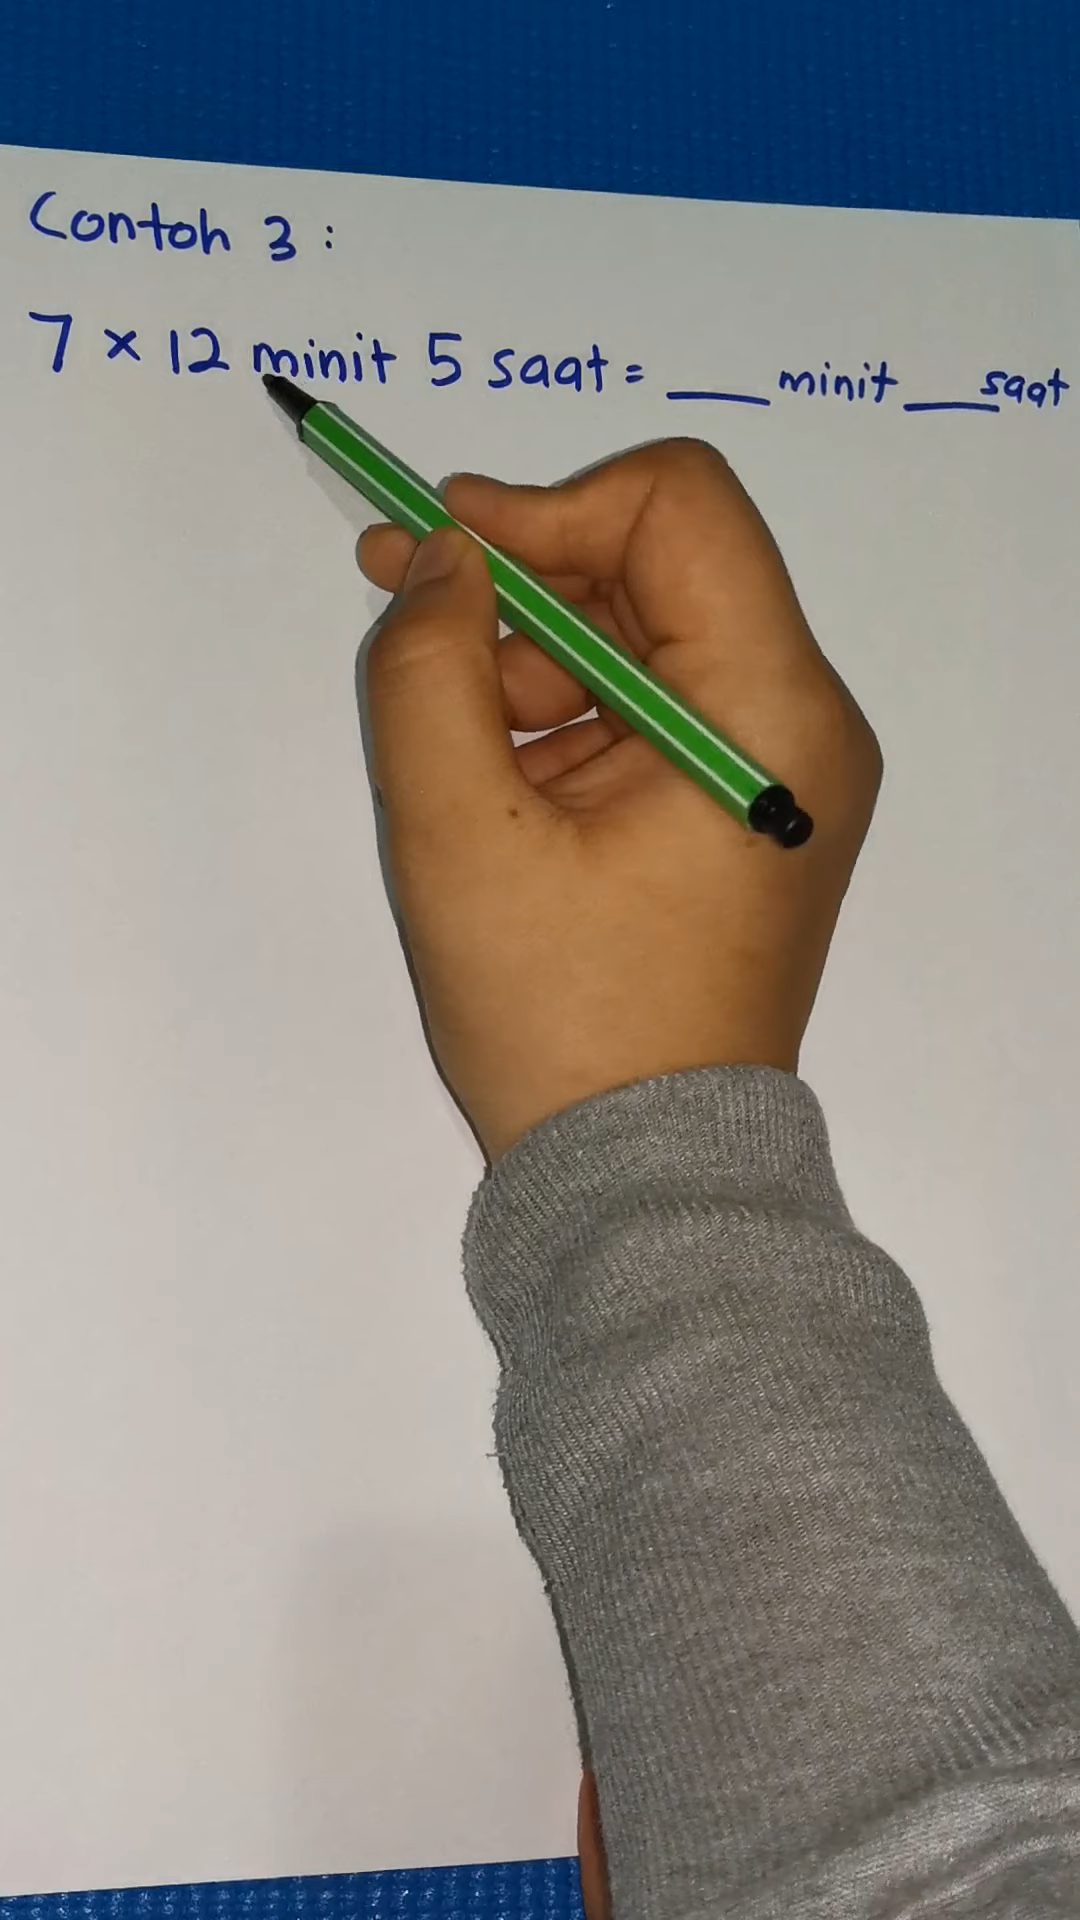 Contoh 3 :
7 × 12 minit 5 saat = ___ minit ___ saat